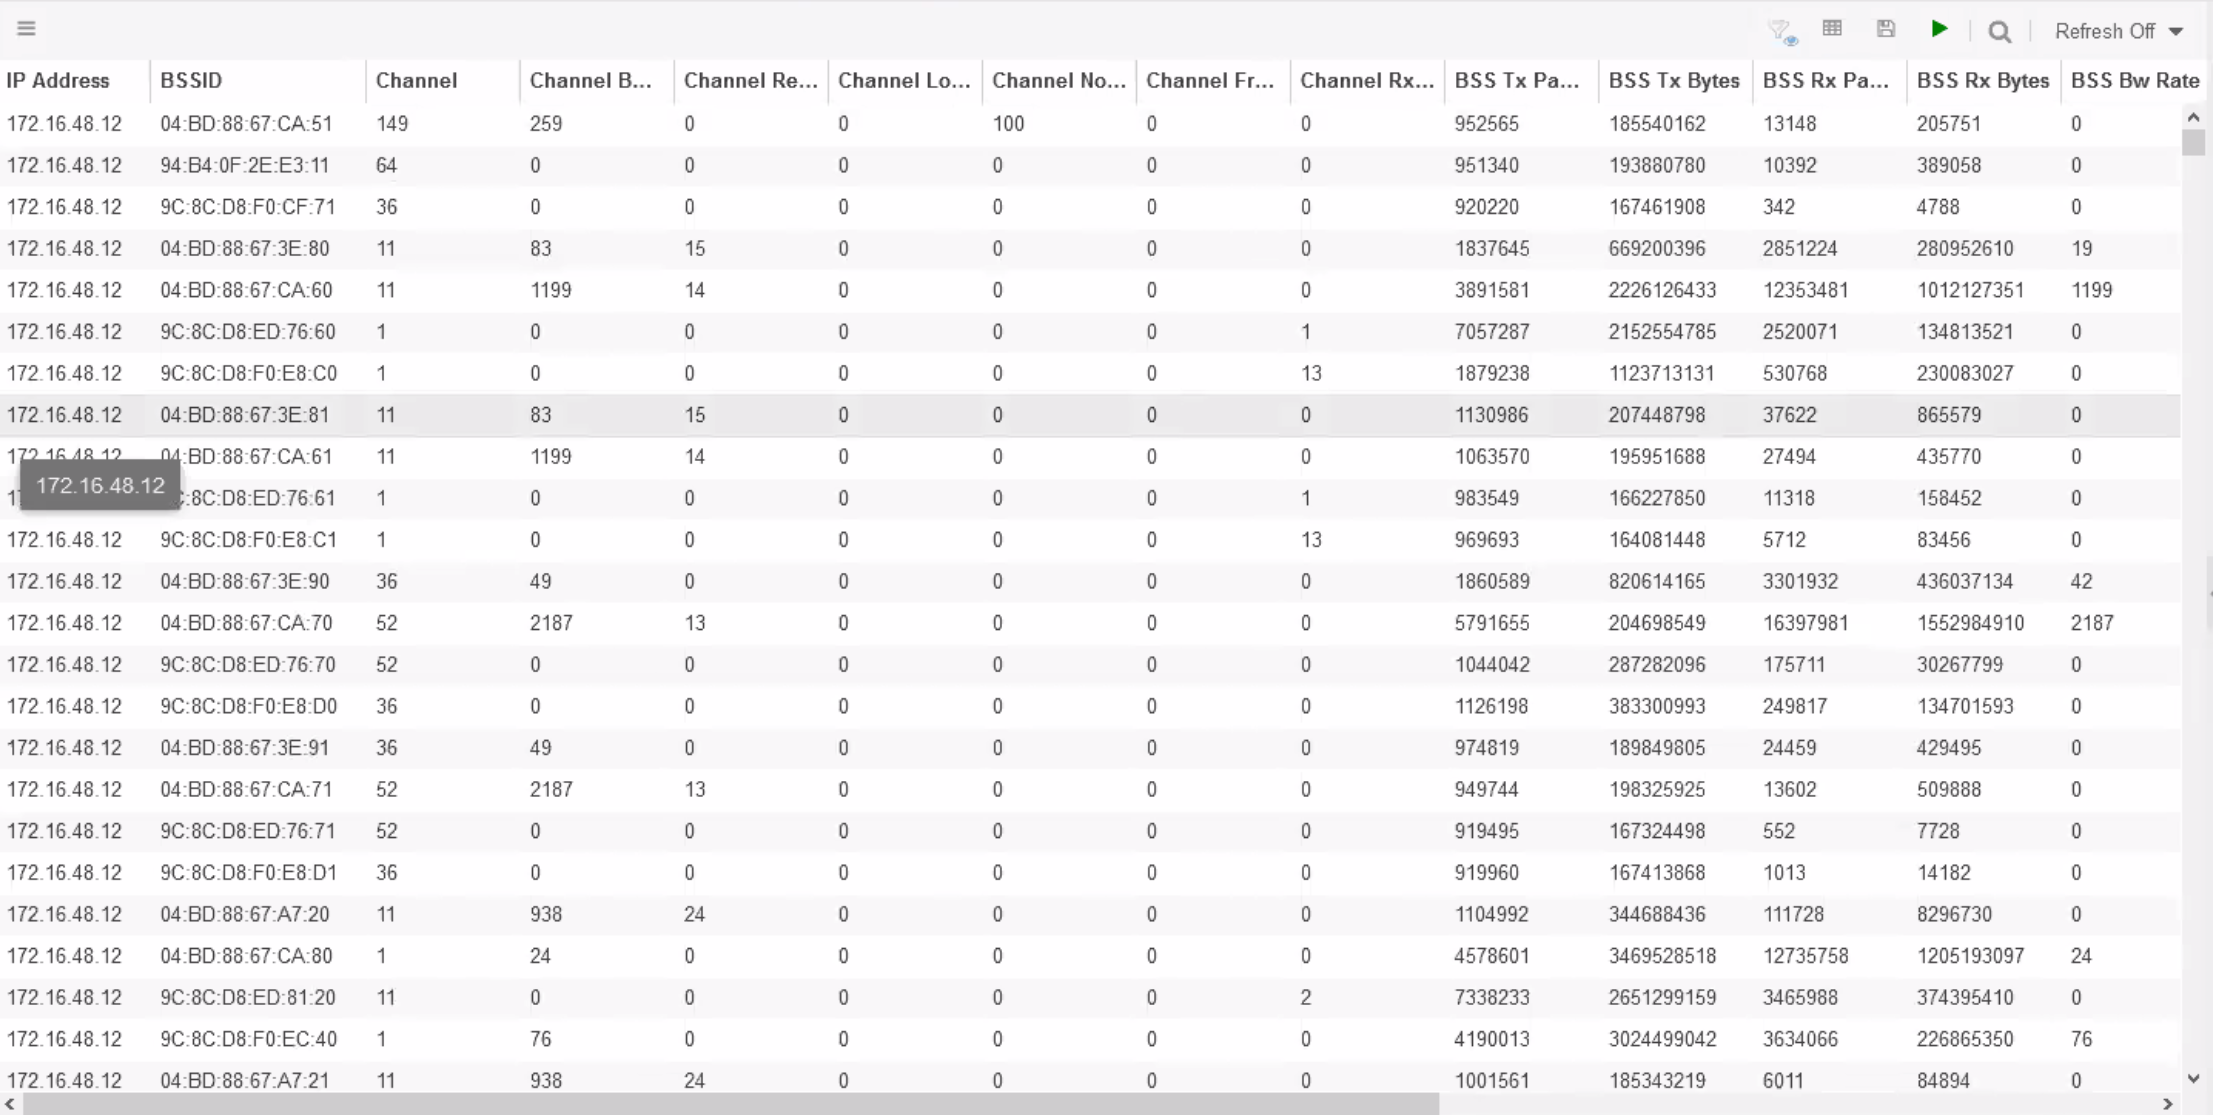 Refresh Off
IP Address BSSID Channel Channel B... Channel Re... Channel Lo... Channel No... Channel Fr... Channel Rx... BSS Tx Pa... BSS Tx Bytes BSS Rx Pa... BSS Rx Bytes BSS Bw Rate
172.16.48.12 04:BD:88:67:CA:51 149 259 0 0 100 0 0 952565 185540162 13148 205751 0
172.16.48.12 94:B4:0F:2E:E3:11 64 0 0 0 0 0 0 951340 193880780 10392 389058 0
172.16.48.12 9C:8C:D8:F0:CF:71 36 0 0 0 0 0 0 920220 167461908 342 4788 0
172.16.48.12 04:BD:88:67:3E:80 11 83 15 0 0 0 0 1837645 669200396 2851224 280952610 19
172.16.48.12 04:BD:88:67:CA:60 11 1199 14 0 0 0 0 3891581 2226126433 12353481 1012127351 1199
172.16.48.12 9C:8C:D8:ED:76:60 1 0 0 0 0 0 1 7057287 2152554785 2520071 134813521 0
172.16.48.12 9C:8C:D8:F0:E8:C0 1 0 0 0 0 0 13 1879238 1123713131 530768 230083027 0
172.16.48.12 04:BD:88:67:3E:81 11 83 15 0 0 0 0 1130986 207448798 37622 865579 0
172.16.48.12 04:BD:88:67:CA:61 11 1199 14 0 0 0 0 1063570 195951688 27494 435770 0
172.16.48.12
:8C:D8:ED:76:61 1 0 0 0 0 0 1 983549 166227850 11318 158452 0
172.16.48.12 9C:8C:D8:F0:E8:C1 1 0 0 0 0 0 13 969693 164081448 5712 83456 0
172.16.48.12 04:BD:88:67:3E:90 36 49 0 0 0 0 0 1860589 820614165 3301932 436037134 42
172.16.48.12 04:BD:88:67:CA:70 52 2187 13 0 0 0 0 5791655 204698549 16397981 1552984910 2187
172.16.48.12 9C:8C:D8:ED:76:70 52 0 0 0 0 0 0 1044042 287282096 175711 30267799 0
172.16.48.12 9C:8C:D8:F0:E8:D0 36 0 0 0 0 0 0 1126198 383300993 249817 134701593 0
172.16.48.12 04:BD:88:67:3E:91 36 49 0 0 0 0 0 974819 189849805 24459 429495 0
172.16.48.12 04:BD:88:67:CA:71 52 2187 13 0 0 0 0 949744 198325925 13602 509888 0
172.16.48.12 9C:8C:D8:ED:76:71 52 0 0 0 0 0 0 919495 167324498 552 7728 0
172.16.48.12 9C:8C:D8:F0:E8:D1 36 0 0 0 0 0 0 919960 167413868 1013 14182 0
172.16.48.12 04:BD:88:67:A7:20 11 938 24 0 0 0 0 1104992 344688436 111728 8296730 0
172.16.48.12 04:BD:88:67:CA:80 1 24 0 0 0 0 0 4578601 3469528518 12735758 1205193097 24
172.16.48.12 9C:8C:D8:ED:81:20 11 0 0 0 0 0 2 7338233 2651299159 3465988 374395410 0
172.16.48.12 9C:8C:D8:F0:EC:40 1 76 0 0 0 0 0 4190013 3024499042 3634066 226865350 76
172.16.48.12 04:BD:88:67:A7:21 11 938 24 0 0 0 0 1001561 185343219 6011 84894 0